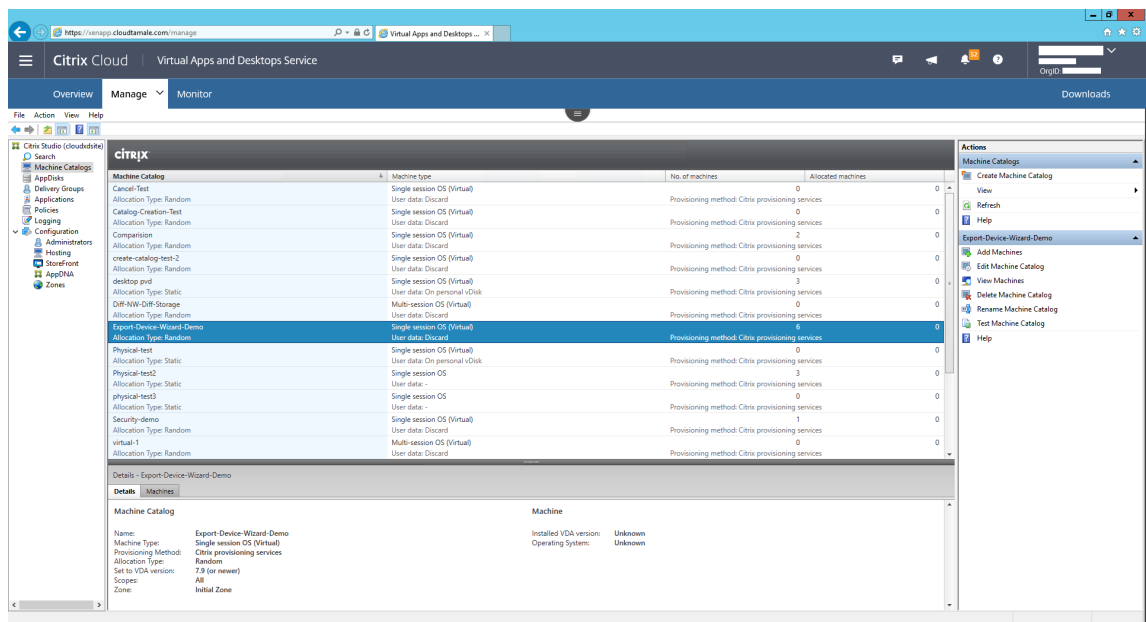 https://xenapp.cloudtamale.com/manage
Virtual Apps and Desktops ...
Citrix Cloud
Virtual Apps and Desktops Service
52
OrgID:
Overview
Manage
Monitor
Downloads
File Action View Help
Citrix Studio (cloudxdsite)
Search
Machine Catalogs
AppDisks
Delivery Groups
Applications
Policies
Logging
Configuration
Administrators
Hosting
StoreFront
AppDNA
Zones
CITRIX
Machine Catalog Machine type No. of machines Allocated machines
Cancel-Test Single session OS (Virtual) 0 0
Allocation Type: Random User data: Discard Provisioning method: Citrix provisioning services
Catalog-Creation-Test Single session OS (Virtual) 0 0
Allocation Type: Random User data: Discard Provisioning method: Citrix provisioning services
Comparision Single session OS (Virtual) 2 0
Allocation Type: Random User data: Discard Provisioning method: Citrix provisioning services
create-catalog-test-2 Single session OS (Virtual) 0 0
Allocation Type: Random User data: Discard Provisioning method: Citrix provisioning services
desktop pvd Single session OS (Virtual) 3 0
Allocation Type: Static User data: On personal vDisk Provisioning method: Citrix provisioning services
Diff-NW-Diff-Storage Multi-session OS (Virtual) 0 0
Allocation Type: Random User data: Discard Provisioning method: Citrix provisioning services
Export-Device-Wizard-Demo Single session OS (Virtual) 6 0
Allocation Type: Random User data: Discard Provisioning method: Citrix provisioning services
Physical-test Single session OS (Virtual) 0 0
Allocation Type: Static User data: On personal vDisk Provisioning method: Citrix provisioning services
Physical-test2 Single session OS 3 0
Allocation Type: Static User data: - Provisioning method: Citrix provisioning services
physical-test3 Single session OS 0 0
Allocation Type: Static User data: - Provisioning method: Citrix provisioning services
Security-demo Single session OS (Virtual) 1 0
Allocation Type: Random User data: Discard Provisioning method: Citrix provisioning services
virtual-1 Multi-session OS (Virtual) 0 0
Allocation Type: Random User data: Discard Provisioning method: Citrix provisioning services
Details - Export-Device-Wizard-Demo
Details Machines
Machine Catalog
Name: Export-Device-Wizard-Demo
Machine Type: Single session OS (Virtual)
Provisioning Method: Citrix provisioning services
Allocation Type: Random
Set to VDA version: 7.9 (or newer)
Scopes: All
Zone: Initial Zone
Machine
Installed VDA version: Unknown
Operating System: Unknown
Actions
Machine Catalogs
Create Machine Catalog
View
Refresh
Help
Export-Device-Wizard-Demo
Add Machines
Edit Machine Catalog
View Machines
Delete Machine Catalog
Rename Machine Catalog
Test Machine Catalog
Help